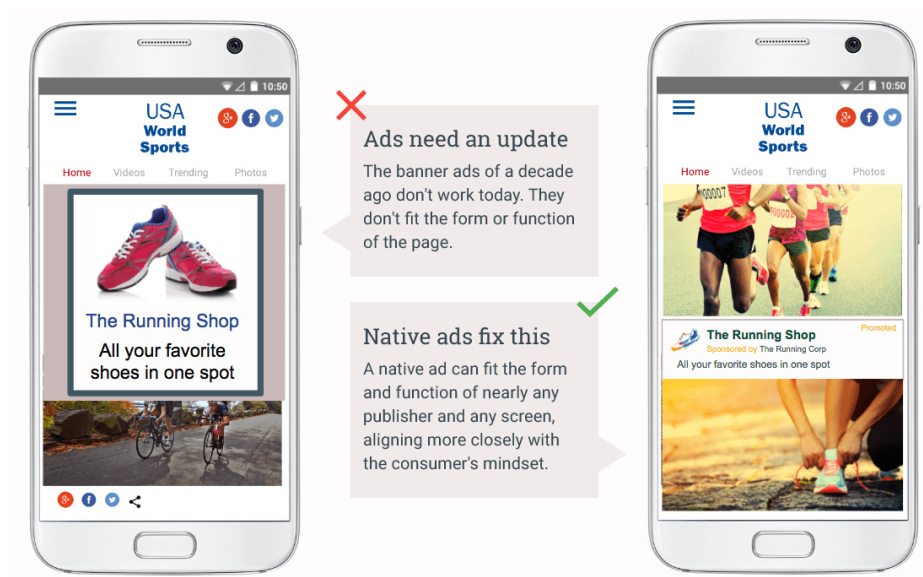 10:50
USA
World
Sports
Home Videos Trending Photos
The Running Shop
All your favorite
shoes in one spot
Ads need an update
The banner ads of a decade
ago don't work today. They
don't fit the form or function
of the page.
Native ads fix this
A native ad can fit the form
and function of nearly any
publisher and any screen,
aligning more closely with
the consumer's mindset.
10:50
USA
World
Sports
Home Videos Trending Photos
100007
000002
The Running Shop Promoted
Sponsored by The Running Corp
All your favorite shoes in one spot